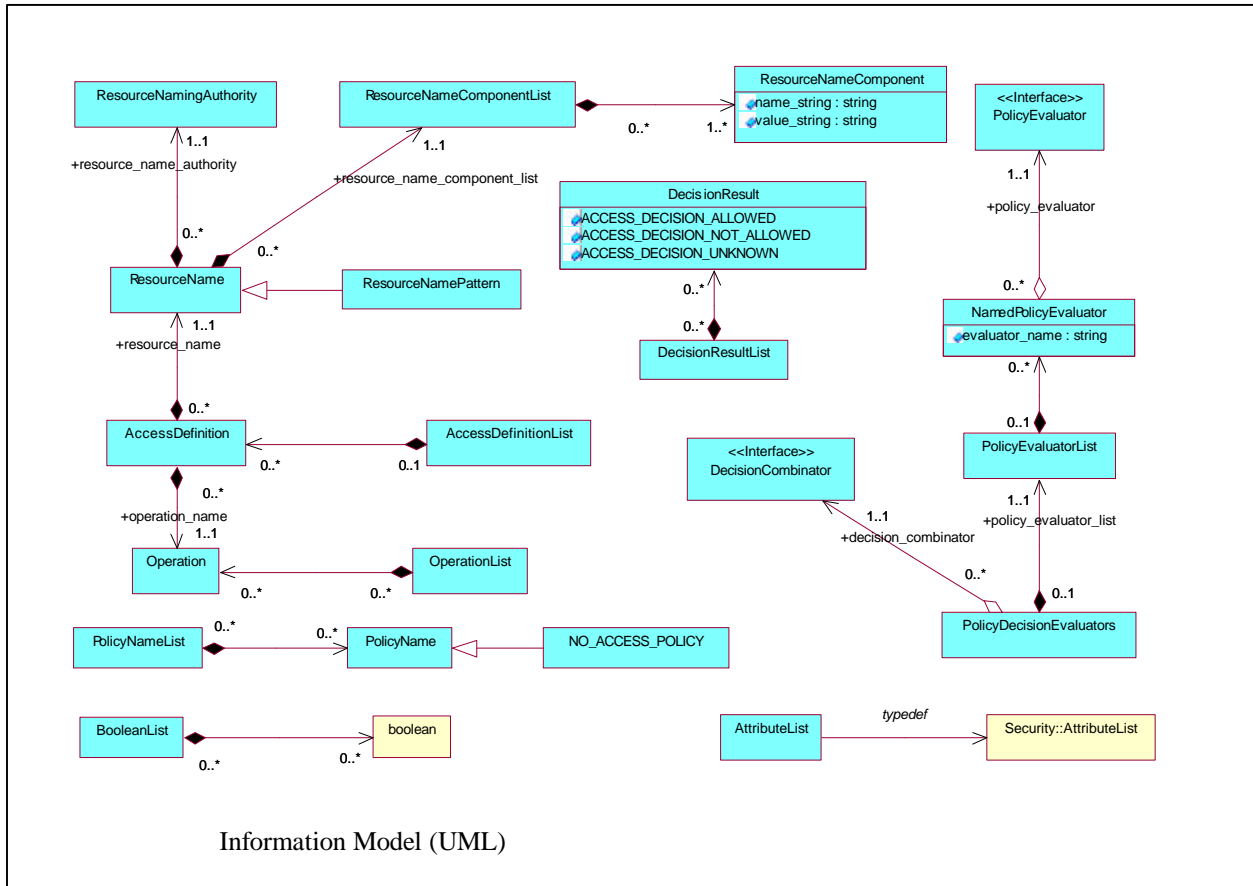 ResourceNamingAuthority
1..1
+resource_name_authority
0..*
ResourceNameComponentList
0..*
1..*
1..1
+resource_name_component_list
0..*
ResourceNameComponent
name_string : string
value_string : string
<<Interface>>
PolicyEvaluator
1..1
+policy_evaluator
0..*
DecisionResult
ACCESS_DECISION_ALLOWED
ACCESS_DECISION_NOT_ALLOWED
ACCESS_DECISION_UNKNOWN
0..*
0..*
DecisionResultList
ResourceName
ResourceNamePattern
1..1
+resource_name
0..*
NamedPolicyEvaluator
evaluator_name : string
0..*
0..1
PolicyEvaluatorList
1..1
+policy_evaluator_list
0..1
AccessDefinition
0..*
0..1
AccessDefinitionList
0..*
+operation_name
1..1
<<Interface>>
DecisionCombinator
1..1
+decision_combinator
0..*
PolicyDecisionEvaluators
Operation
0..*
0..*
OperationList
PolicyNameList
0..*
0..*
PolicyName
NO_ACCESS_POLICY
BooleanList
0..*
0..*
boolean
AttributeList
typedef
Security::AttributeList
Information Model (UML)